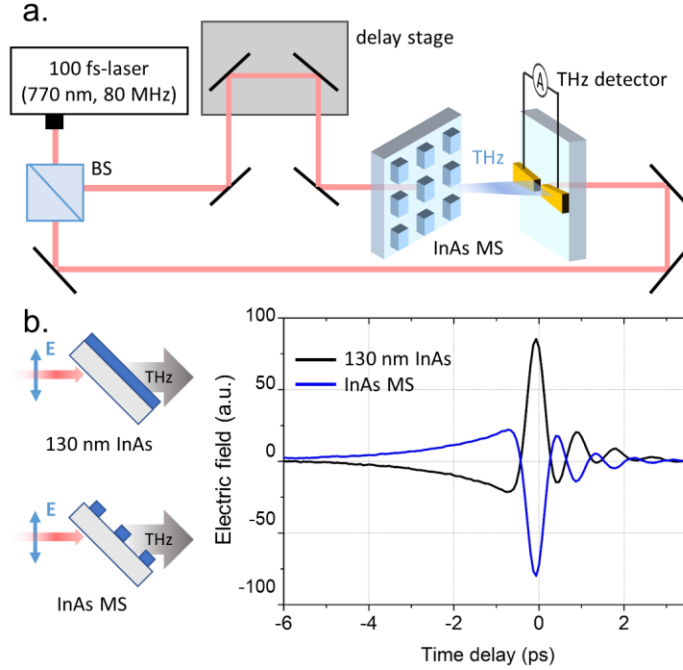 a.
delay stage
100 fs-laser
(770 nm, 80 MHz)
A
THz detector
BS
THz
InAs MS
b.
E
THz
130 nm InAs
E
THz
InAs MS
100
50
0
-50
-100
130 nm InAs
InAs MS
Electric field (a.u.)
-6
-4
-2
0
2
Time delay (ps)